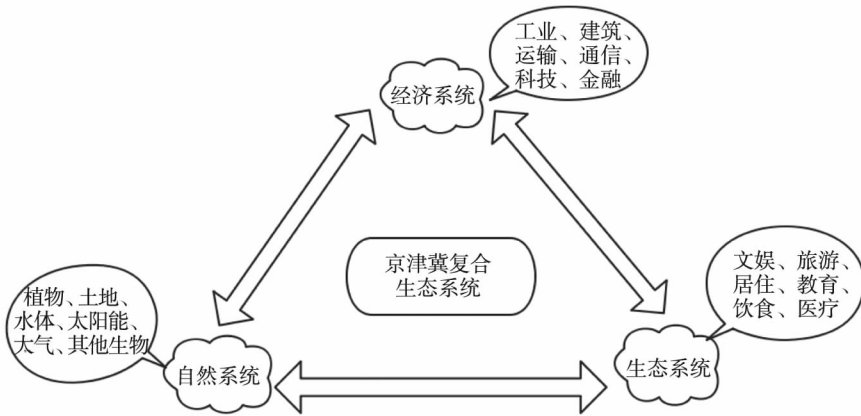 工业、建筑、
运输、通信、
科技、金融
经济系统
京津冀复合
生态系统
文娱、旅游、
居住、教育、
饮食、医疗
植物、土地、
水体、太阳能、
大气、其他生物
自然系统
生态系统